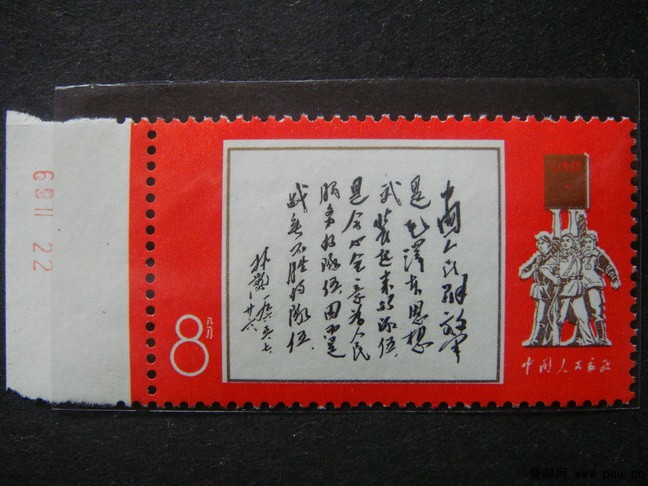 6911 22
中国人民解放军
是毛泽东思想
武装起来的队伍,
是全心全意为人民
服务的队伍,因而是
战无不胜的队伍。
林彪 一九六五、七、
廿六
8分
中国人民邮政